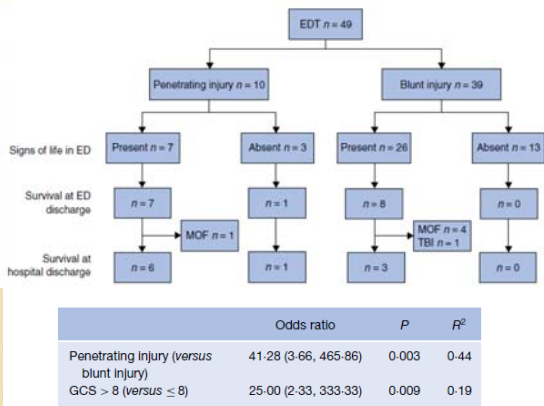 EDT n = 49
Penetrating injury n = 10
Blunt injury n = 39
Signs of life in ED
Present n = 7
Absent n = 3
Present n = 26
Absent n = 13
Survival at ED
discharge
n = 7
n = 1
n = 8
n = 0
MOF n = 1
MOF n = 4
TBI n = 1
Survival at
hospital discharge
n = 6
n = 1
n = 3
n = 0
Odds ratio P R²
Penetrating injury (versus 41·28 (3·66, 465·86) 0·003 0·44
blunt injury)
GCS > 8 (versus ≤ 8) 25·00 (2·33, 333·33) 0·009 0·19